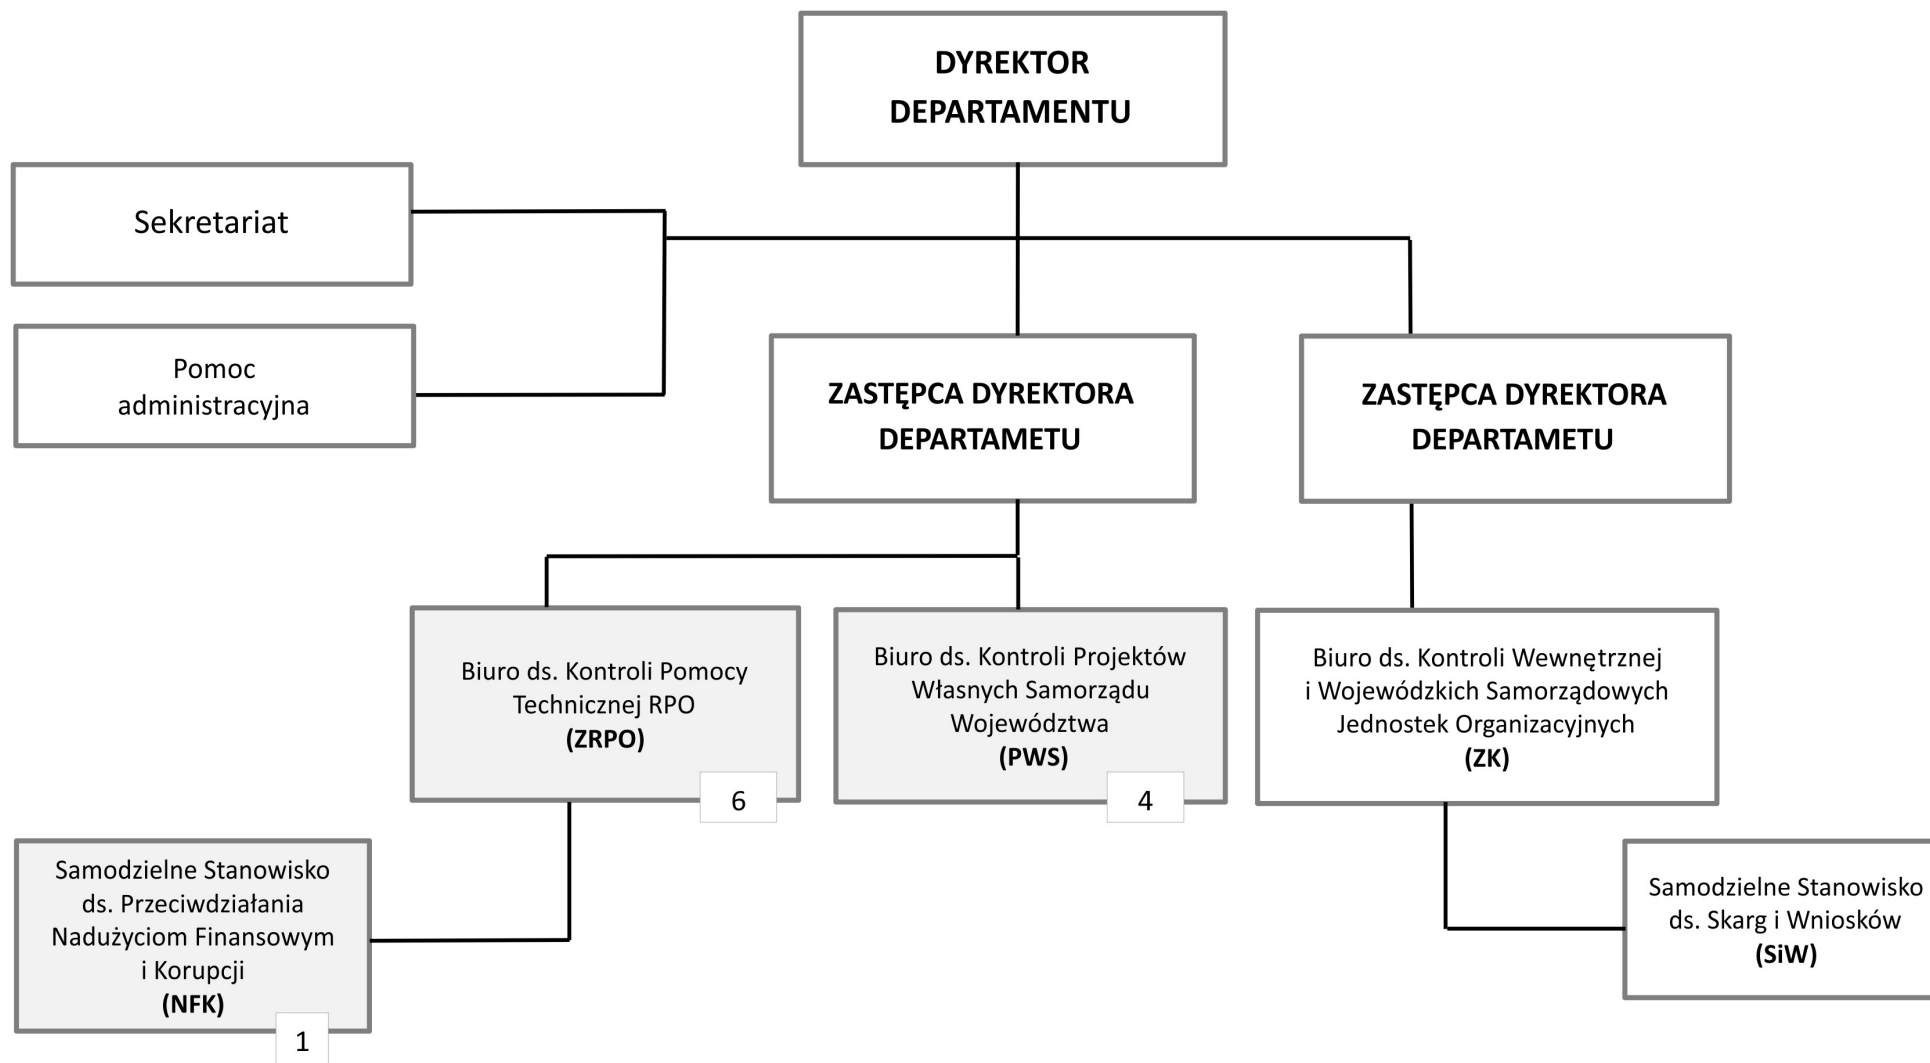 DYREKTOR
DEPARTAMENTU
Sekretariat
Pomoc
administracyjna
ZASTĘPCA DYREKTORA
DEPARTAMETU
ZASTĘPCA DYREKTORA
DEPARTAMETU
Biuro ds. Kontroli Pomocy
Technicznej RPO
(ZRPO)
6
Biuro ds. Kontroli Projektów
Własnych Samorządu
Województwa
(PWS)
4
Biuro ds. Kontroli Wewnętrznej
i Wojewódzkich Samorządowych
Jednostek Organizacyjnych
(ZK)
Samodzielne Stanowisko
ds. Przeciwdziałania
Nadużyciom Finansowym
i Korupcji
(NFK)
1
Samodzielne Stanowisko
ds. Skarg i Wniosków
(SiW)